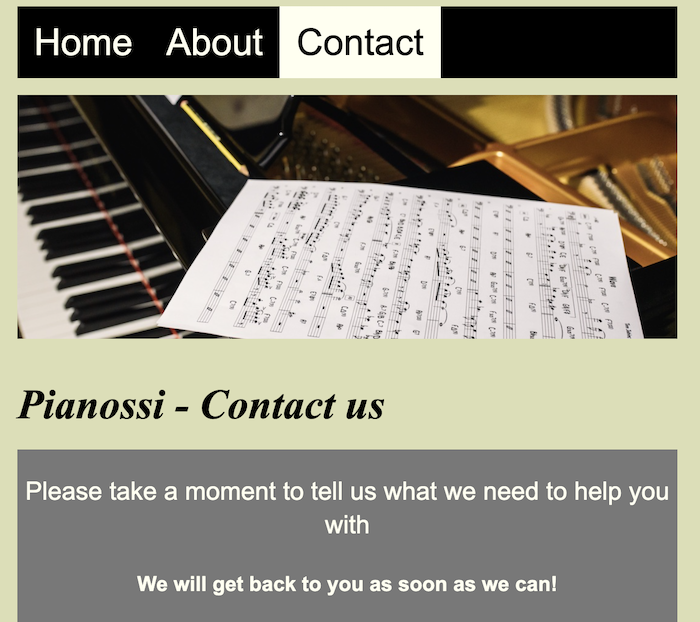 Home About Contact
Pianossi - Contact us
Please take a moment to tell us what we need to help you
with
We will get back to you as soon as we can!